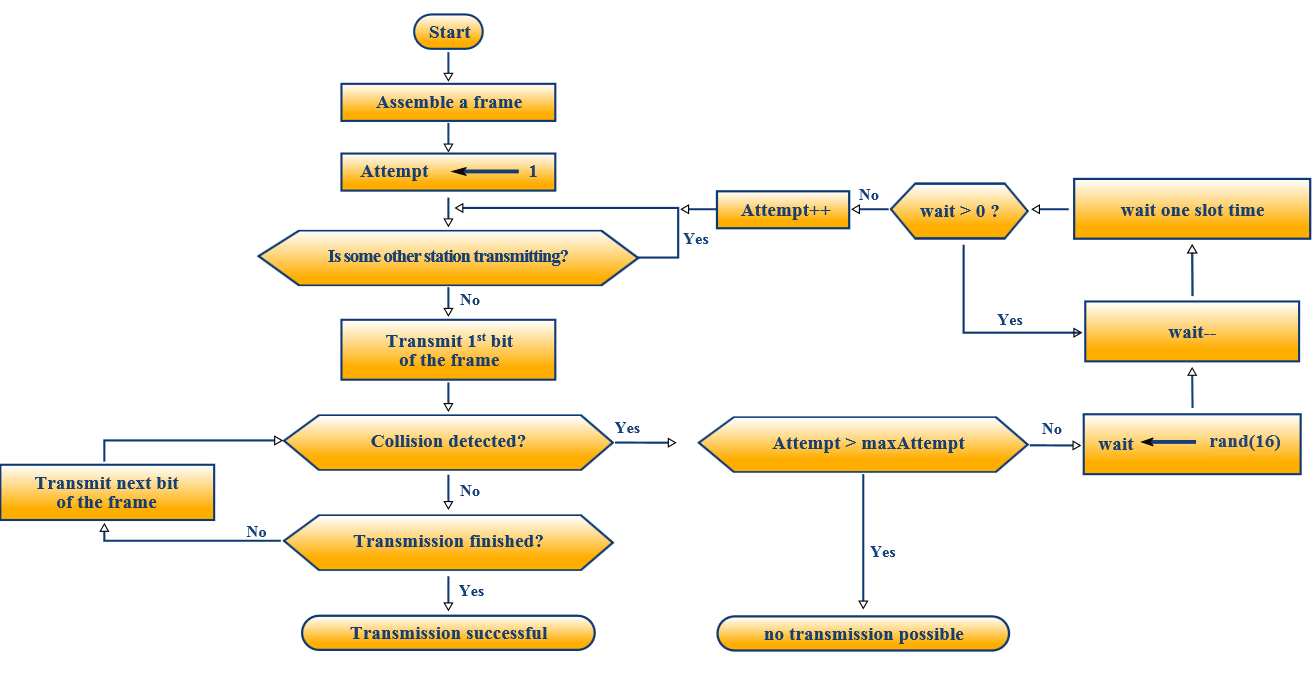 Start
Assemble a frame
Attempt 1
Is some other station transmitting?
Yes
No
Transmit 1st bit
of the frame
Collision detected?
Yes
No
Transmit next bit
of the frame
Transmission finished?
No
Yes
Transmission successful
Attempt > maxAttempt
No
Yes
no transmission possible
wait rand(16)
wait--
wait one slot time
wait > 0 ?
Yes
No
Attempt++